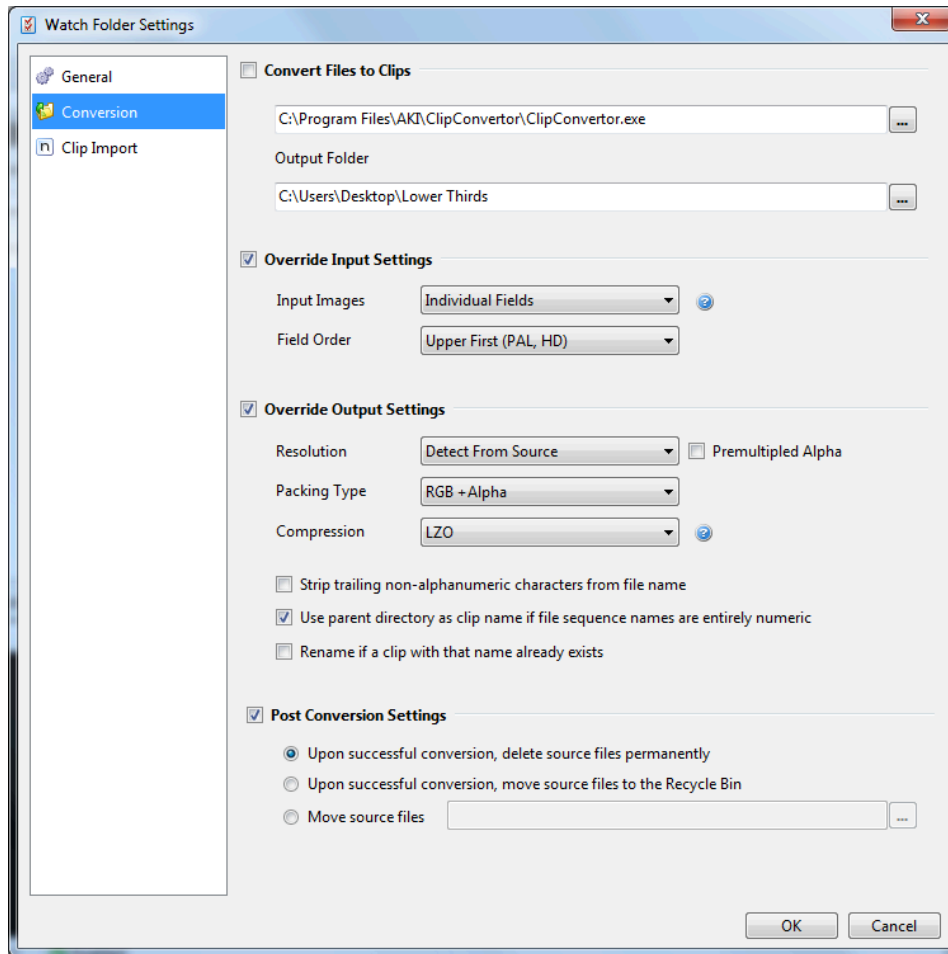 Watch Folder Settings
General
Conversion
Clip Import
Convert Files to Clips
C:\Program Files\AKI\ClipConvertor\ClipConvertor.exe
...
Output Folder
C:\Users\Desktop\Lower Thirds
...
Override Input Settings
Input Images Individual Fields ?
Field Order Upper First (PAL, HD)
Override Output Settings
Resolution Detect From Source Premultipled Alpha
Packing Type RGB +Alpha
Compression LZO ?
Strip trailing non-alphanumeric characters from file name
Use parent directory as clip name if file sequence names are entirely numeric
Rename if a clip with that name already exists
Post Conversion Settings
Upon successful conversion, delete source files permanently
Upon successful conversion, move source files to the Recycle Bin
Move source files ...
OK Cancel